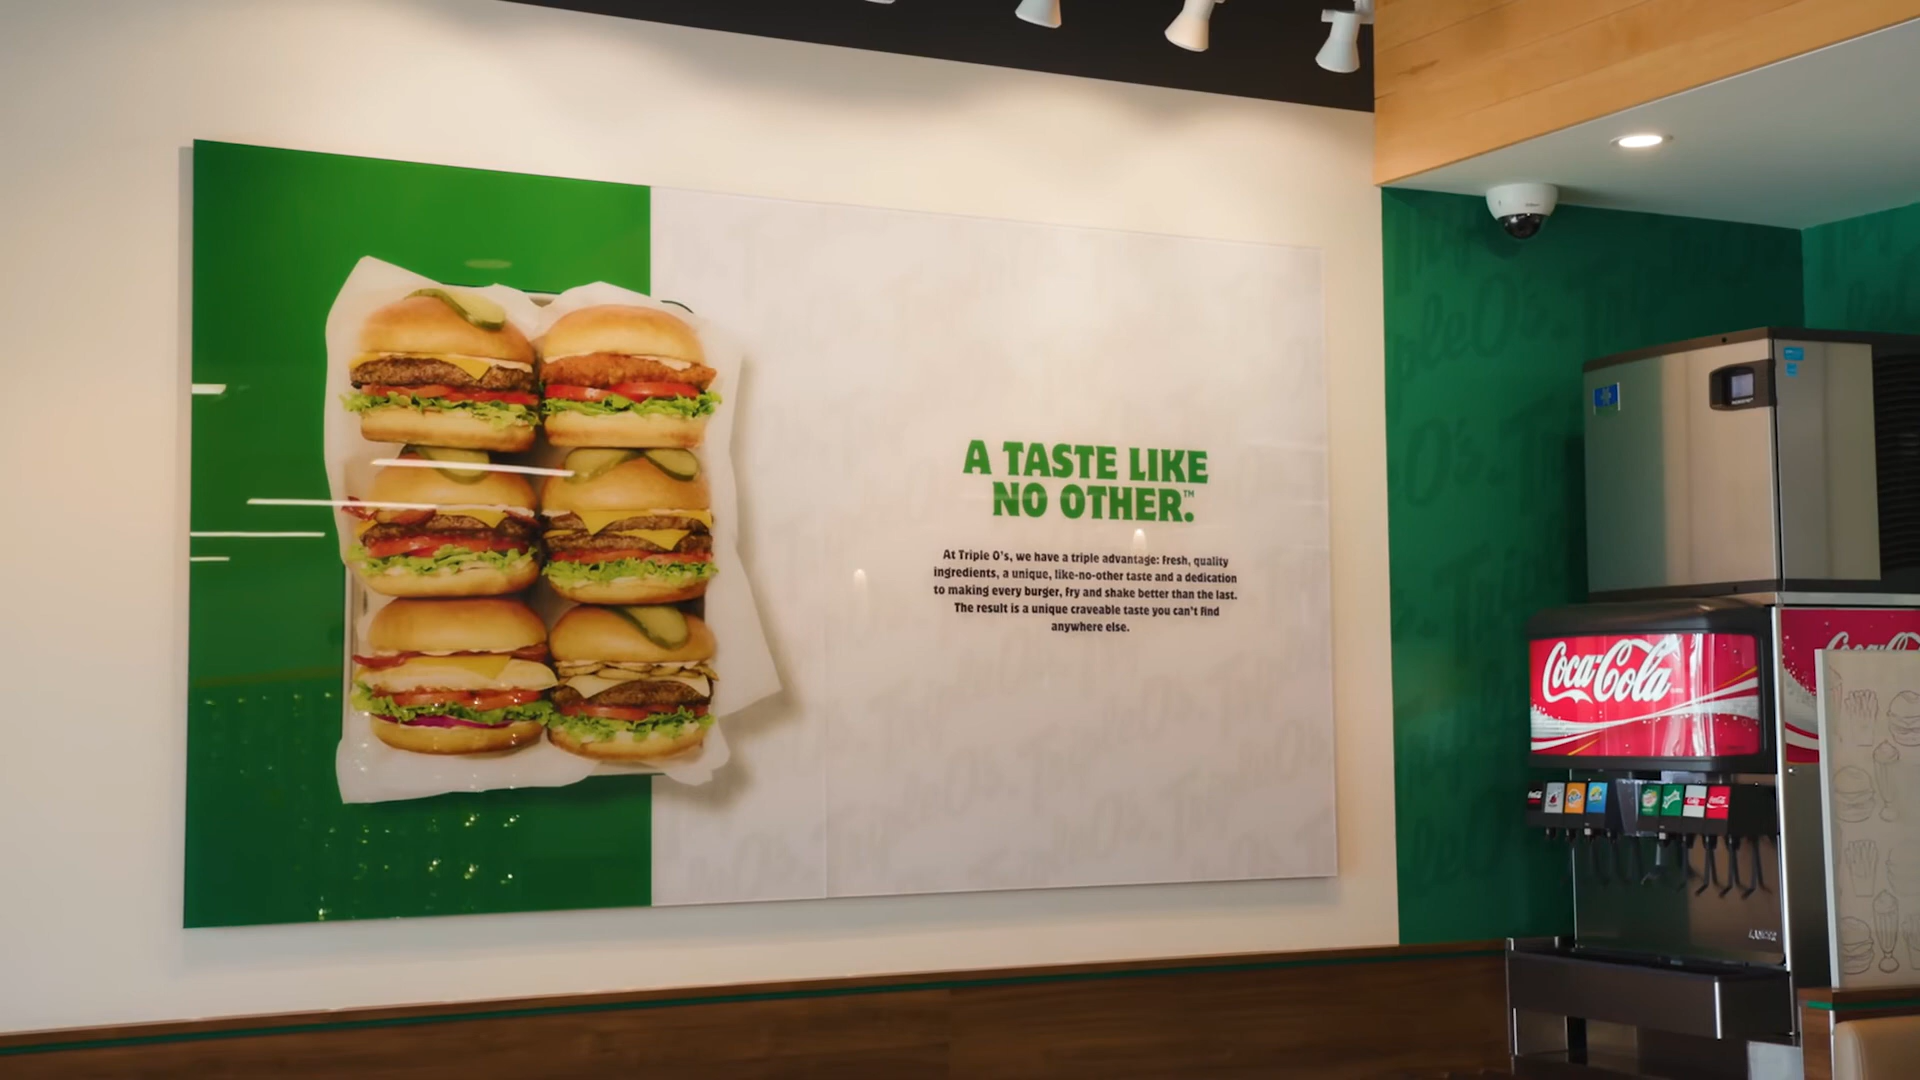 A TASTE LIKE
NO OTHER.™
At Triple O's, we have a triple advantage: Fresh, quality
ingredients, a unique, like-no-other taste and a dedication
to making every burger, fry and shake better than the last.
The result is a unique craveable taste you can't find
anywhere else.
Coca-Cola